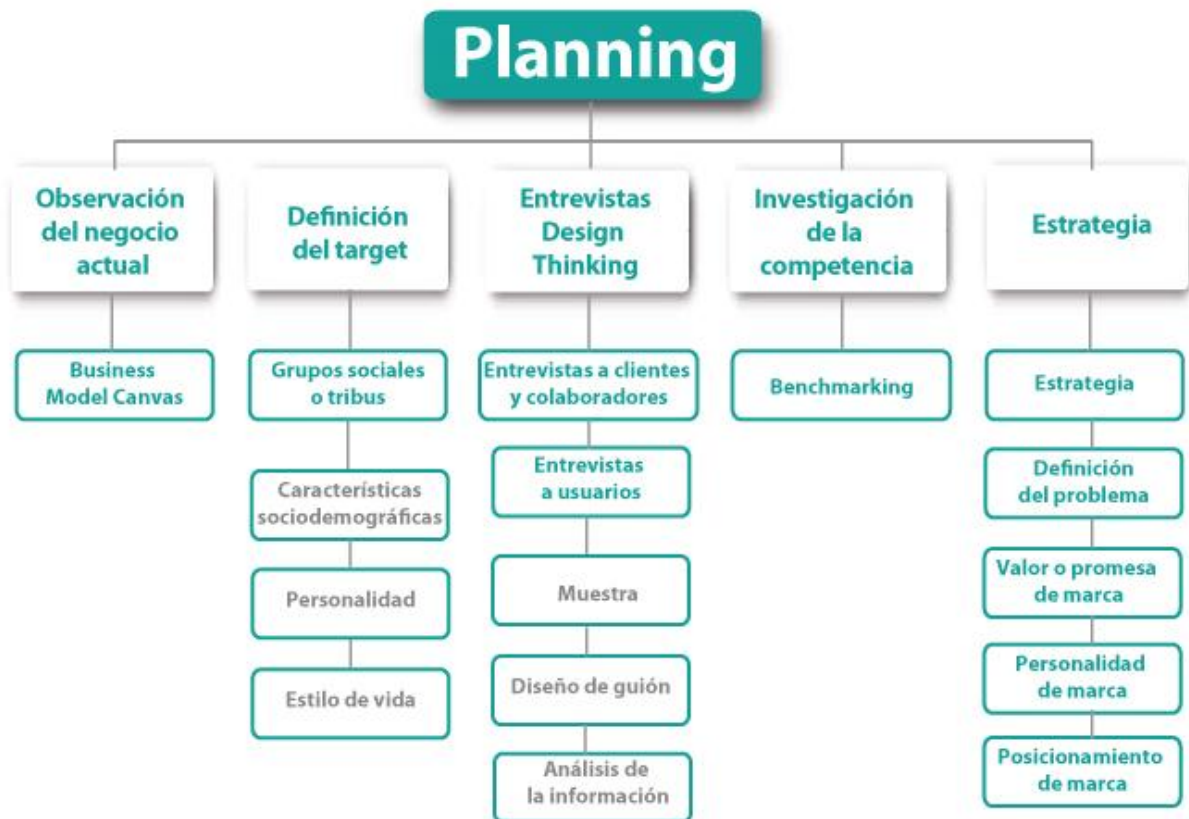 Planning
Observación
del negocio
actual
Business
Model Canvas
Definición
del target
Grupos sociales
o tribus
Característícas
sociodemográficas
Personalidad
Estilo de vida
Entrevistas
Design
Thinking
Entrevistas a clientes
y colaboradores
Entrevistas
a usuarios
Muestra
Diseño de guión
Análisis de
la información
Investigación
de la
competencia
Benchmarking
Estrategia
Estrategia
Definición
del problema
Valor o promesa
de marca
Personalidad
de marca
Posicionamiento
de marca